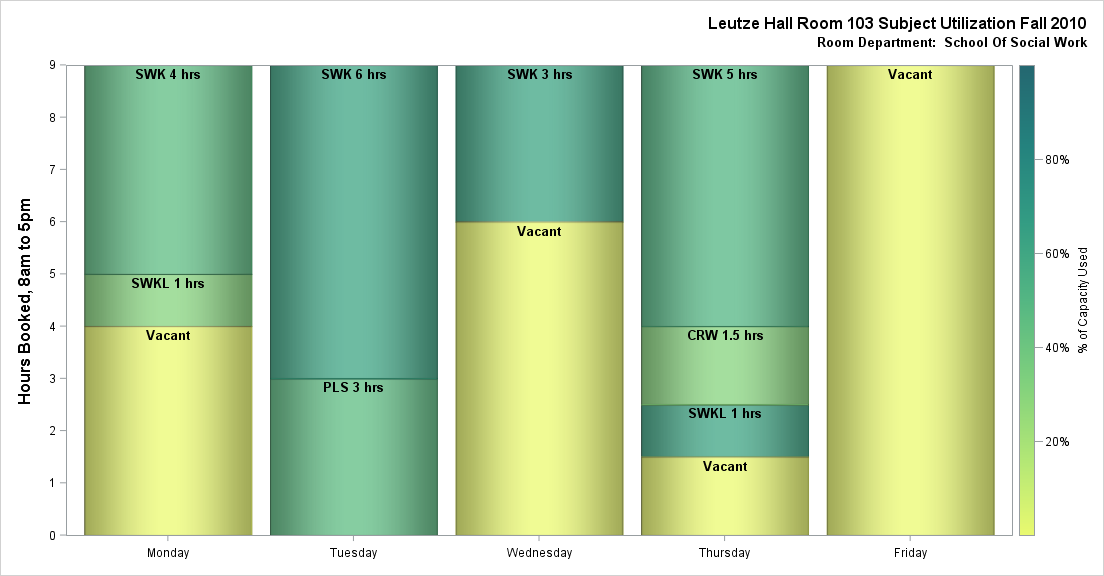 Leutze Hall Room 103 Subject Utilization Fall 2010
Room Department: School Of Social Work
Hours Booked, 8am to 5pm
9
8
7
6
5
4
3
2
1
0
SWK 4 hrs
SWKL 1 hrs
Vacant
SWK 6 hrs
PLS 3 hrs
SWK 3 hrs
Vacant
SWK 5 hrs
CRW 1.5 hrs
SWKL 1 hrs
Vacant
Vacant
Monday
Tuesday
Wednesday
Thursday
Friday
80%
60%
40%
20%
% of Capacity Used